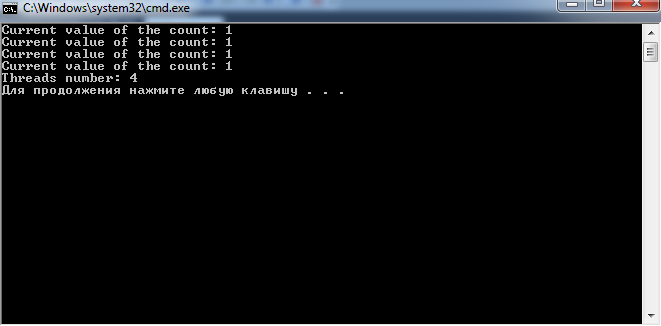 C:\Windows\system32\cmd.exe
Current value of the count: 1
Current value of the count: 1
Current value of the count: 1
Current value of the count: 1
Threads number: 4
Для продолжения нажмите любую клавишу . . .